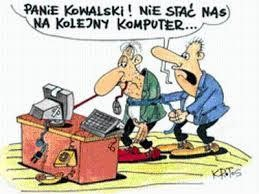 PANIE KOWALSKI! NIE STAĆ NAS
NA KOLEJNY KOMPUTER...